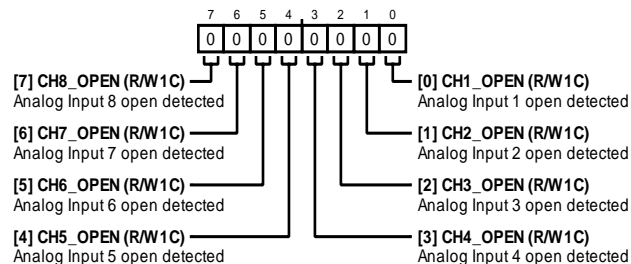 7 6 5 4 3 2 1 0
0 0 0 0 0 0 0 0
[7] CH8_OPEN (R/W1C)
Analog Input 8 open detected
[6] CH7_OPEN (R/W1C)
Analog Input 7 open detected
[5] CH6_OPEN (R/W1C)
Analog Input 6 open detected
[4] CH5_OPEN (R/W1C)
Analog Input 5 open detected
[0] CH1_OPEN (R/W1C)
Analog Input 1 open detected
[1] CH2_OPEN (R/W1C)
Analog Input 2 open detected
[2] CH3_OPEN (R/W1C)
Analog Input 3 open detected
[3] CH4_OPEN (R/W1C)
Analog Input 4 open detected